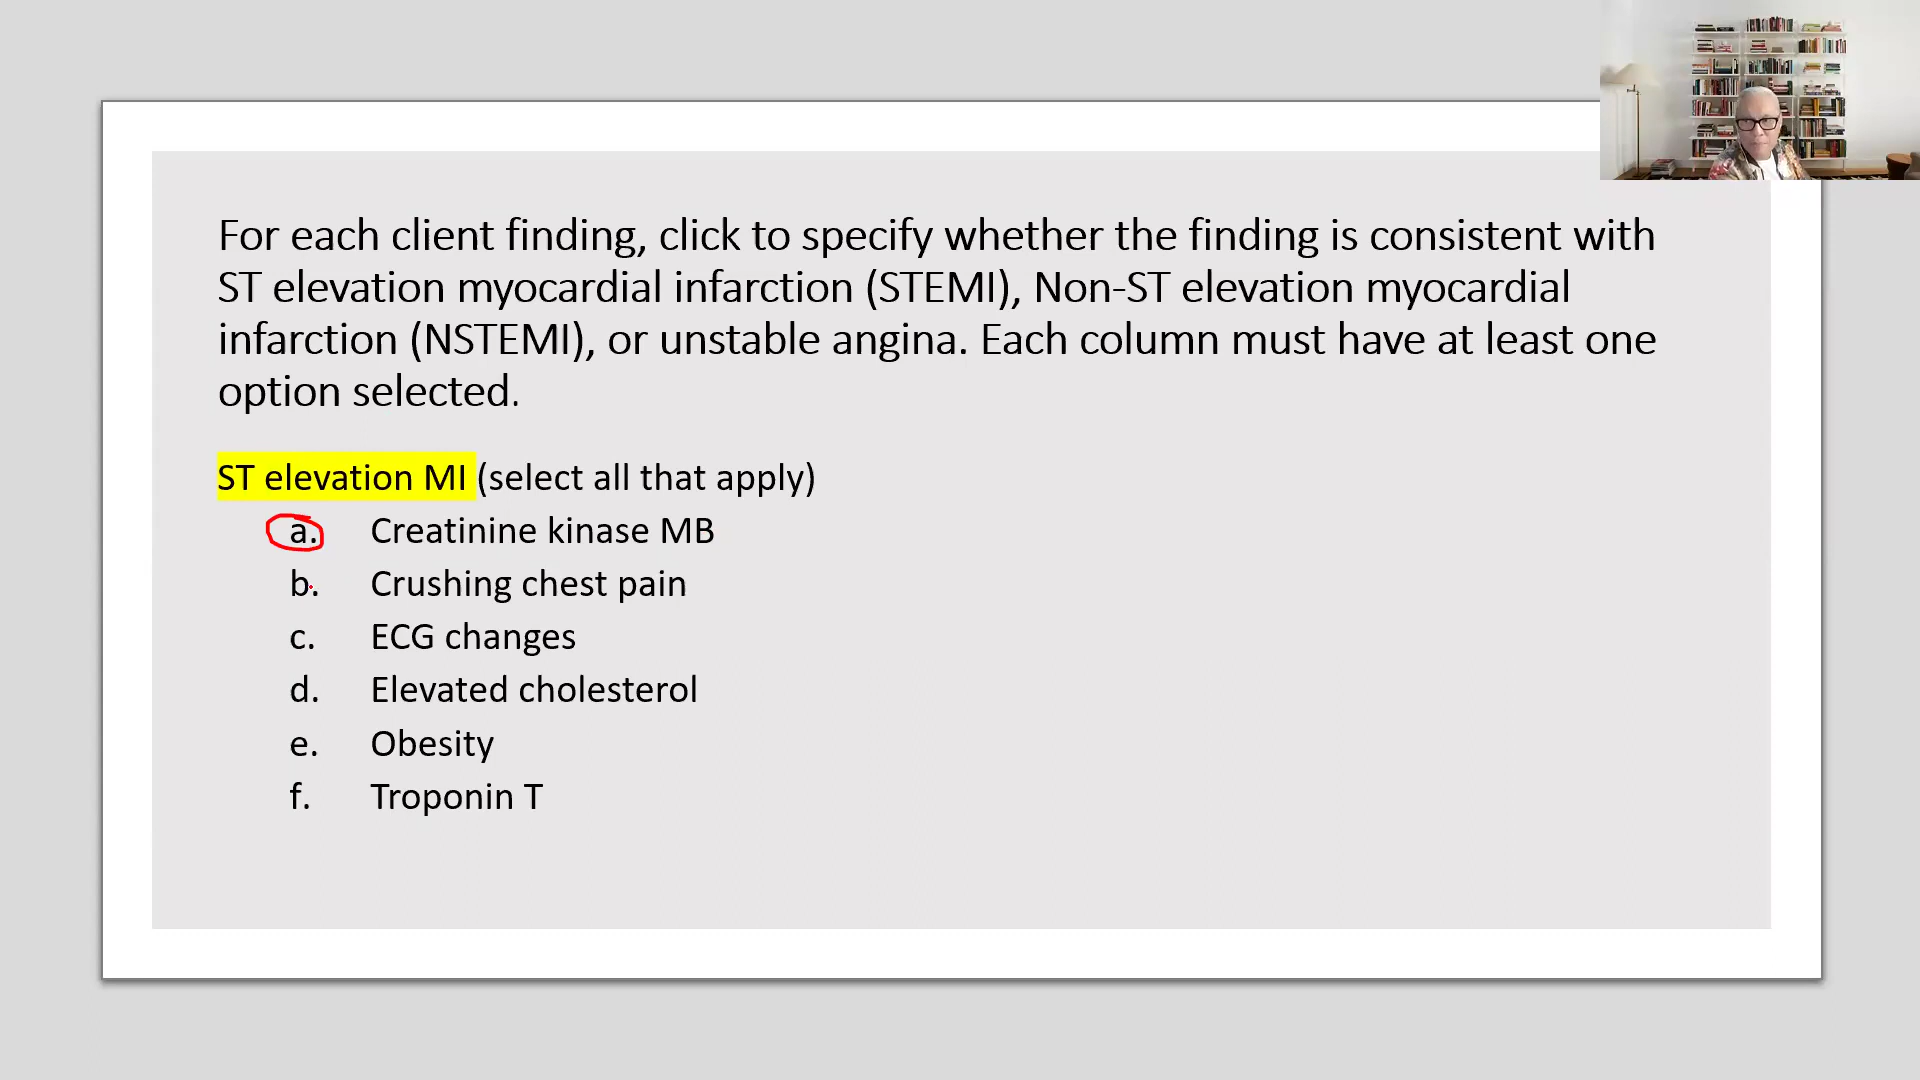 For each client finding, click to specify whether the finding is consistent with
ST elevation myocardial infarction (STEMI), Non-ST elevation myocardial
infarction (NSTEMI), or unstable angina. Each column must have at least one
option selected.
ST elevation MI (select all that apply)
a. Creatinine kinase MB
b. Crushing chest pain
c. ECG changes
d. Elevated cholesterol
e. Obesity
f. Troponin T